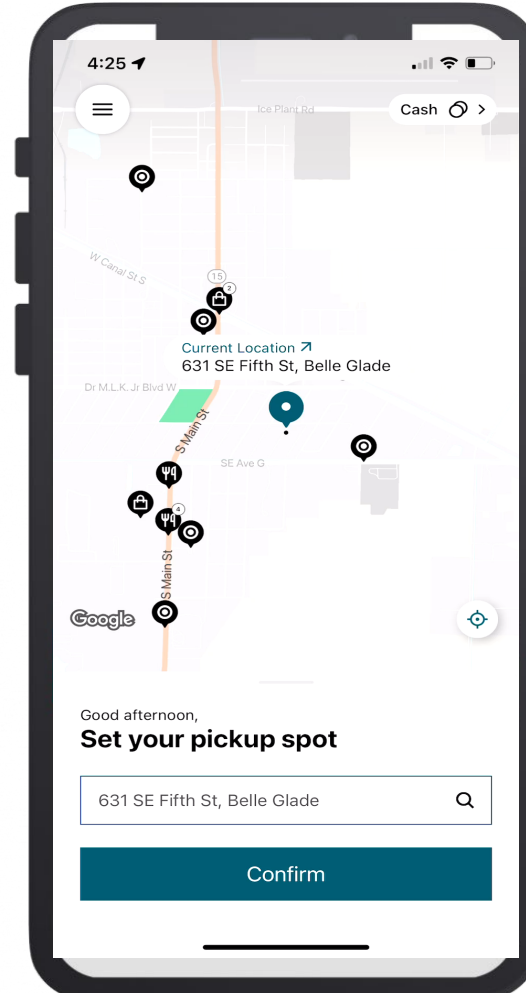 4:25
Ice Plant Rd
Cash
W Canal St S
15
2
Current Location
631 SE Fifth St, Belle Glade
Dr M.L.K. Jr Blvd W
S Main St
SE Ave G
4
S Main St
Google
Good afternoon,
Set your pickup spot
631 SE Fifth St, Belle Glade
Confirm